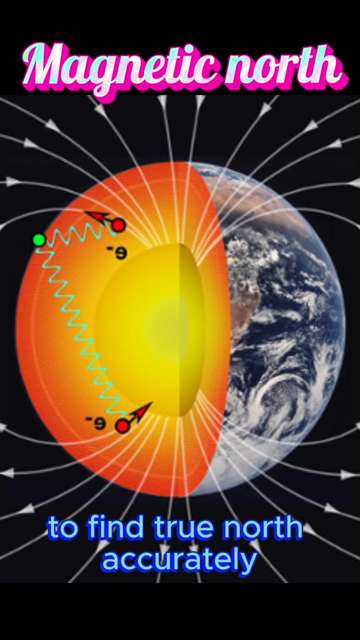 Magnetic north
e-
e-
to find true north
accurately